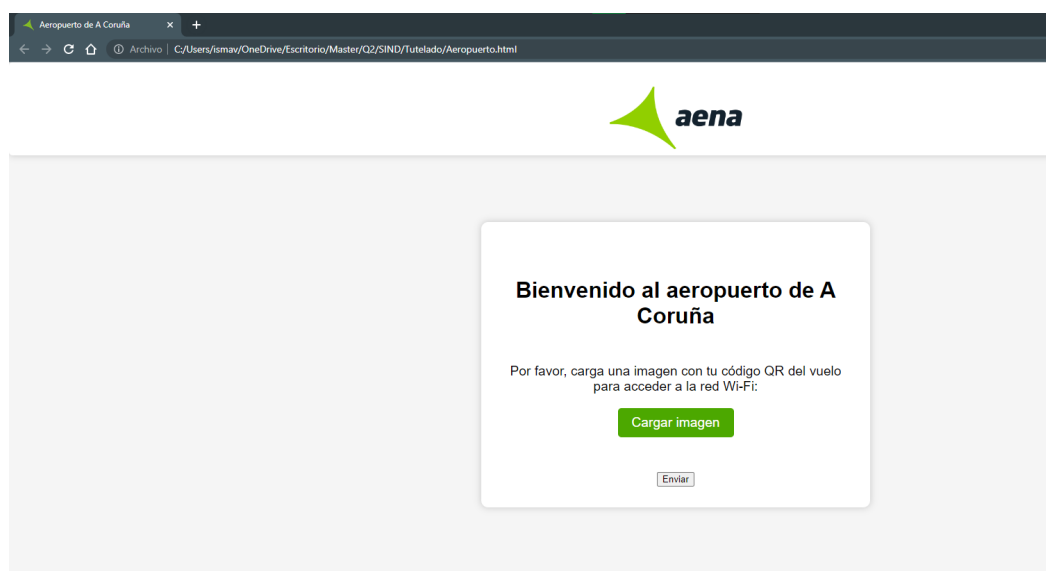 Aeropuerto de A Coruña
Archivo | C:/Users/ismav/OneDrive/Escritorio/Master/Q2/SIND/Tutelado/Aeropuerto.html
aena
Bienvenido al aeropuerto de A
Coruña
Por favor, carga una imagen con tu código QR del vuelo
para acceder a la red Wi-Fi:
Cargar imagen
Enviar